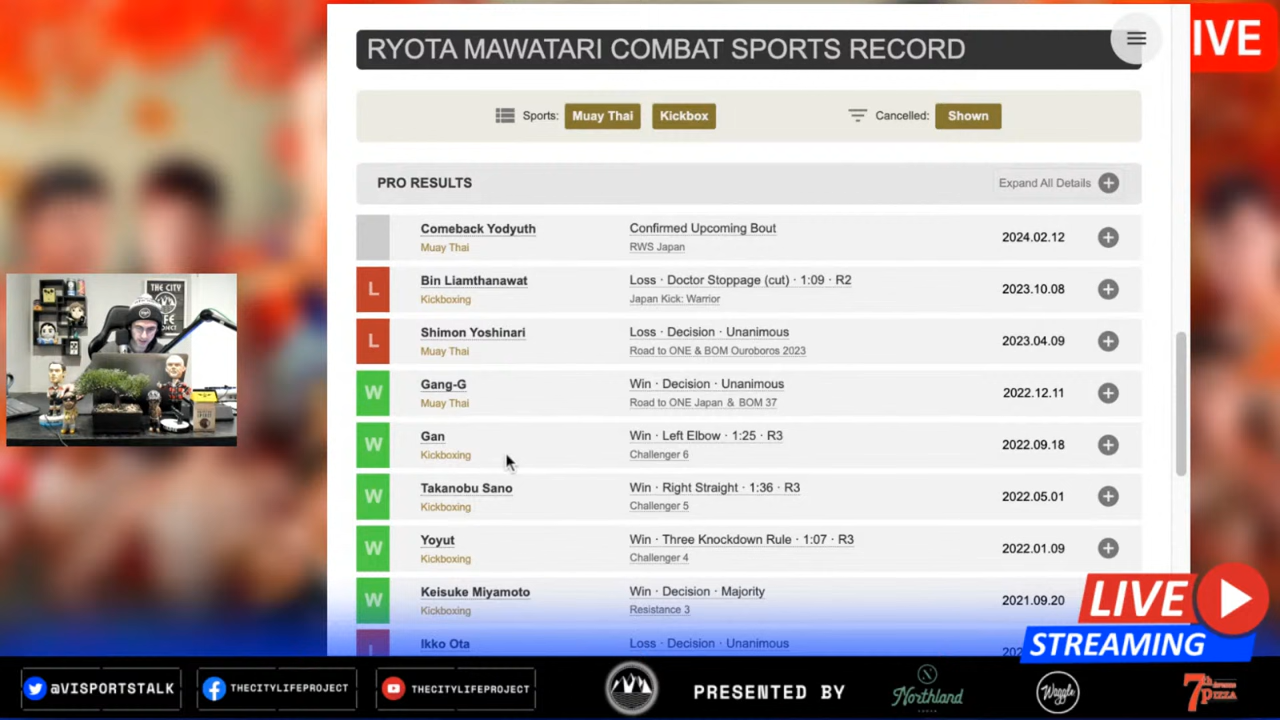 RYOTA MAWATARI COMBAT SPORTS RECORD
IVE
Sports: Muay Thai Kickbox Cancelled: Shown
PRO RESULTS Expand All Details
Comeback Yodyuth Confirmed Upcoming Bout 2024.02.12
Muay Thai RWS Japan
L Bin Liamthanawat Loss · Doctor Stoppage (cut) · 1:09 · R2 2023.10.08
Kickboxing Japan Kick: Warrior
L Shimon Yoshinari Loss · Decision · Unanimous 2023.04.09
Muay Thai Road to ONE & BOM Ouroboros 2023
W Gang-G Win · Decision · Unanimous 2022.12.11
Muay Thai Road to ONE Japan & BOM 37
W Gan Win · Left Elbow · 1:25 · R3 2022.09.18
Kickboxing Challenger 6
W Takanobu Sano Win · Right Straight · 1:36 · R3 2022.05.01
Kickboxing Challenger 5
W Yoyut Win · Three Knockdown Rule · 1:07 · R3 2022.01.09
Kickboxing Challenger 4
W Keisuke Miyamoto Win · Decision · Majority 2021.09.20
Kickboxing Resistance 3
L Ikko Ota Loss · Decision · Unanimous
THE CITY
LIFE
PROJECT
LIVE
STREAMING
@VISPORTSTALK THECITYLIFEPROJECT THECITYLIFEPROJECT PRESENTED BY Northland Waggle 7th PIZZA